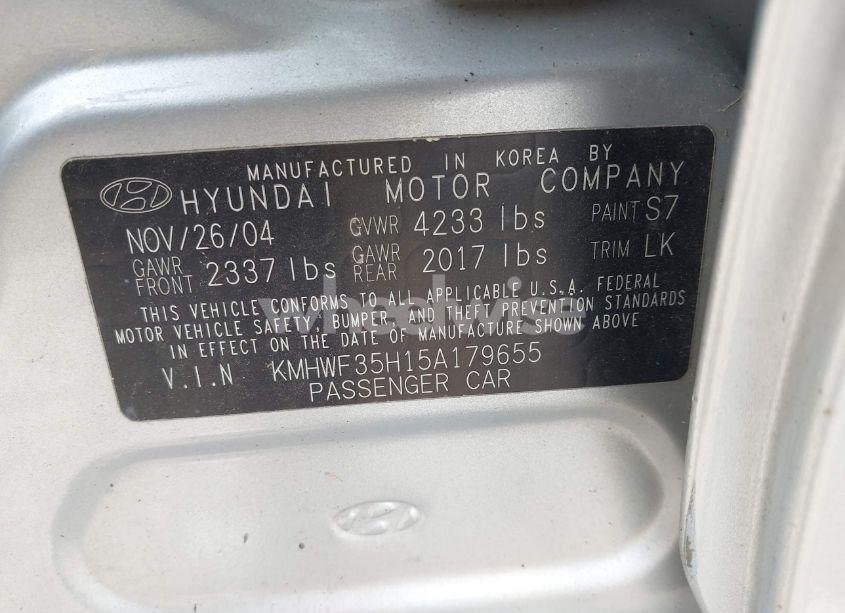 MANUFACTURED IN KOREA BY
HYUNDAI MOTOR COMPANY
NOV/26/04 GVWR 4233 lbs PAINT S7
GAWR FRONT 2337 lbs GAWR REAR 2017 lbs TRIM LK
THIS VEHICLE CONFORMS TO ALL APPLICABLE U.S.A. FEDERAL
MOTOR VEHICLE SAFETY, BUMPER, AND THEFT PREVENTION STANDARDS
IN EFFECT ON THE DATE OF MANUFACTURE SHOWN ABOVE
V.I.N KMHWF35H15A179655
PASSENGER CAR
wheelwise